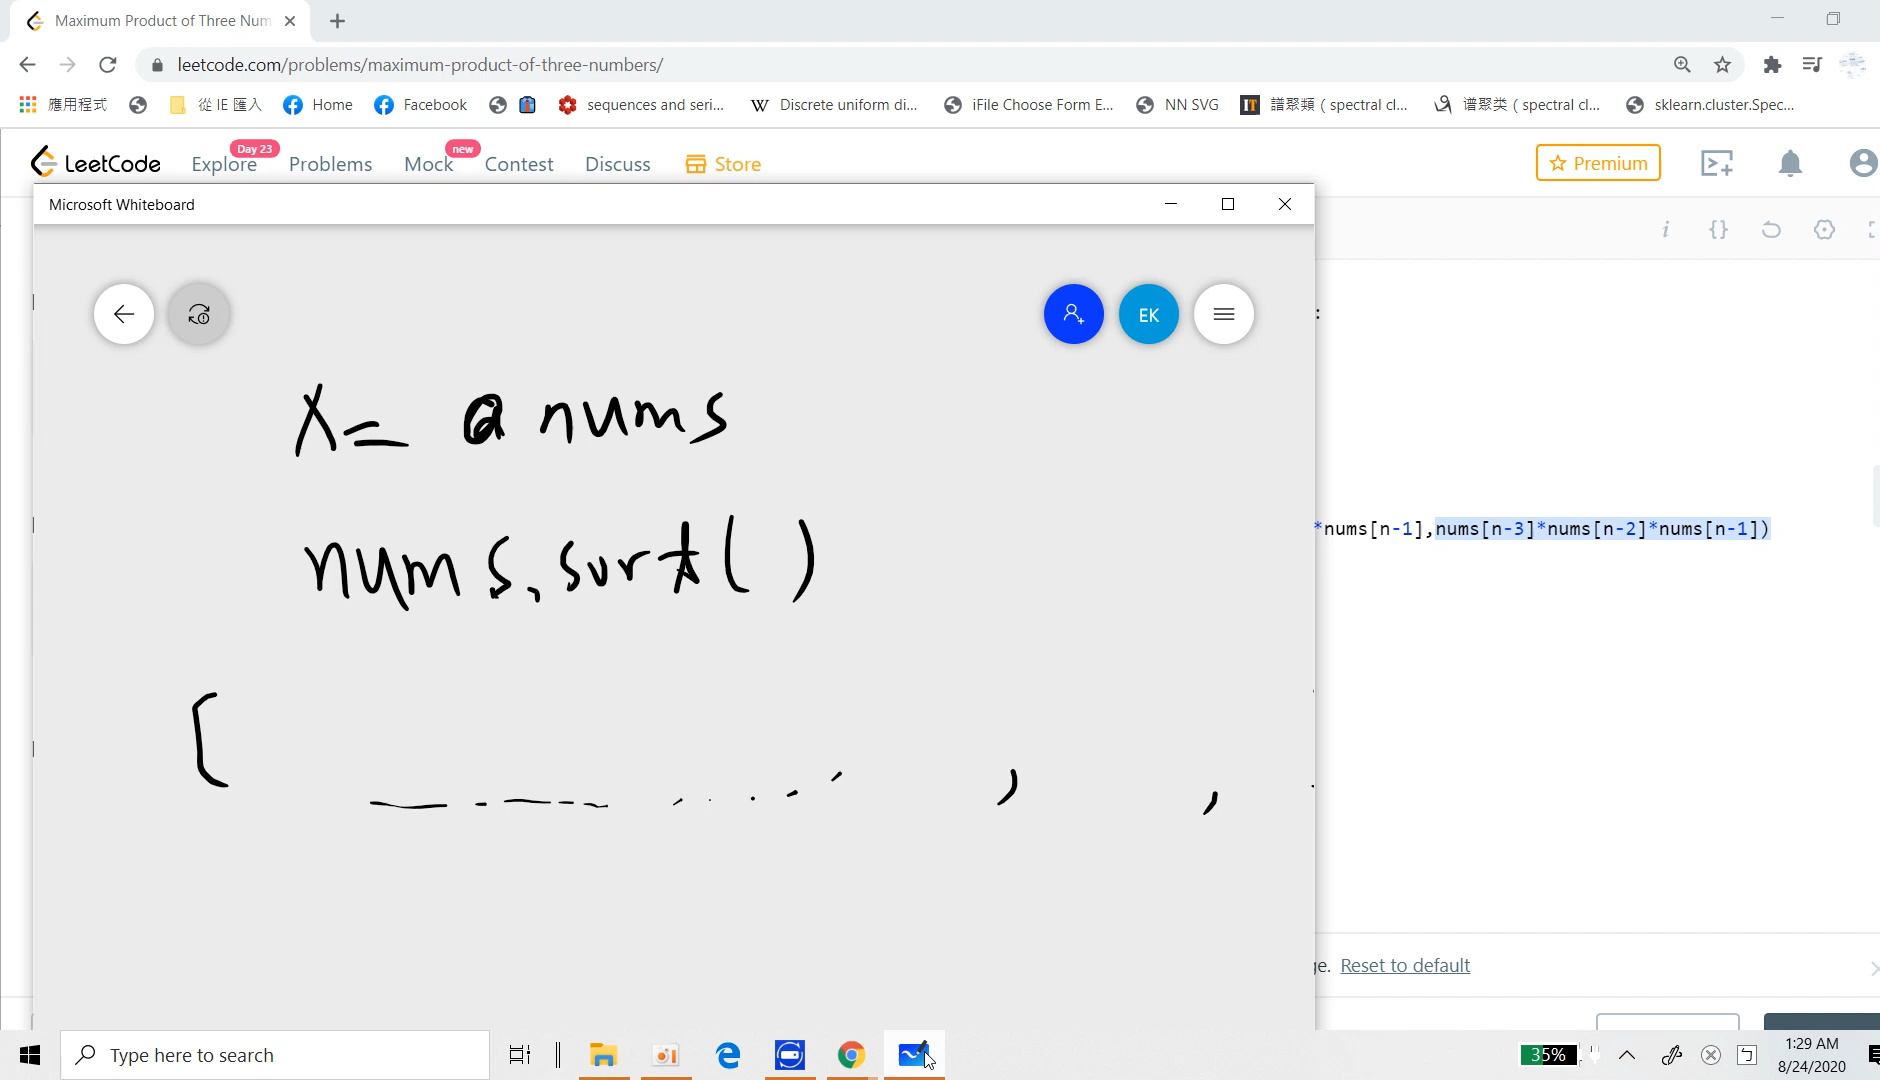 Maximum Product of Three Num
leetcode.com/problems/maximum-product-of-three-numbers/
應用程式 從 IE 匯入 Home Facebook sequences and seri... Discrete uniform di... iFile Choose Form E... NN SVG 譜聚類 ( spectral cl... 谱聚类 ( spectral cl... sklearn.cluster.Spec...
Day 23 new
LeetCode Explore Problems Mock Contest Discuss Store Premium
Microsoft Whiteboard
EK
:
X= a nums
*nums[n-1],nums[n-3]*nums[n-2]*nums[n-1])
nums.sort()
[ , ,
ge. Reset to default
Type here to search 35% 1:29 AM
8/24/2020